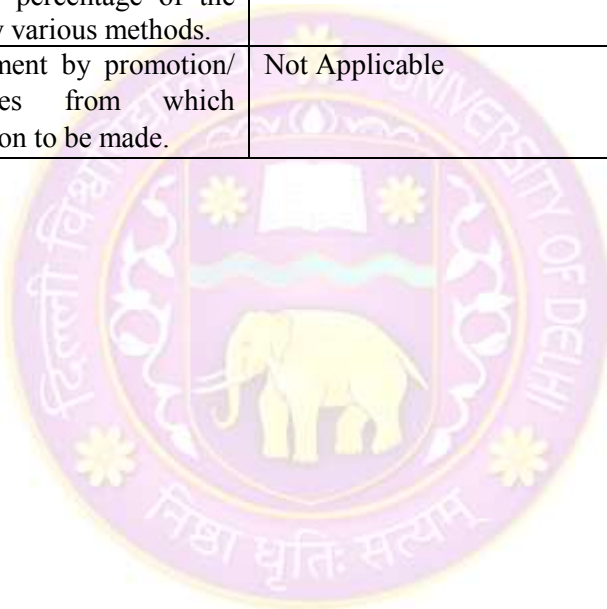 percentage of the
various methods.
ment by promotion/ Not Applicable
es from which
on to be made.
दिल्ली विश्वविद्यालय
UNIVERSITY OF DELHI
निष्ठा धृतिः सत्यम्